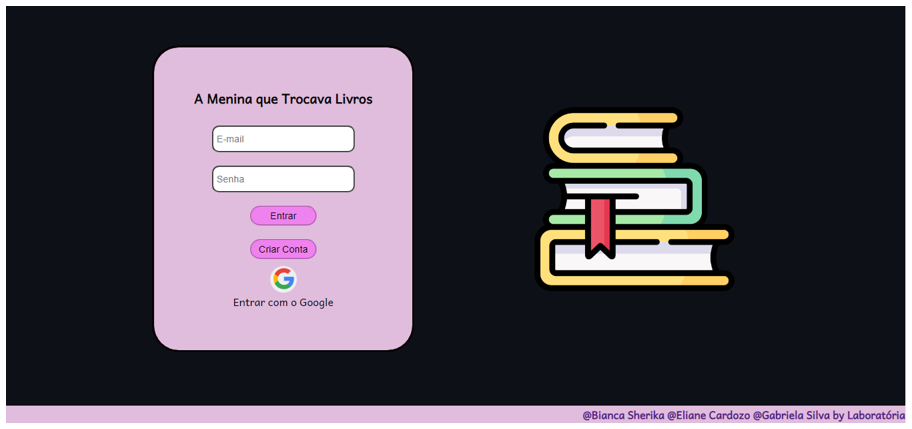 A Menina que Trocava Livros
E-mail
Senha
Entrar
Criar Conta
Entrar com o Google
@Bianca Sherika @Eliane Cardozo @Gabriela Silva by Laboratória